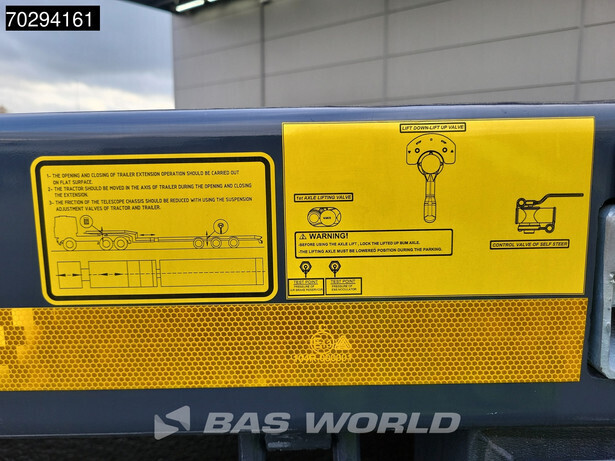 70294161
1- THE OPENING AND CLOSING OF TRAILER EXTENSION OPERATION SHOULD BE CARRIED OUT
ON FLAT SURFACE.
2- THE TRACTOR SHOULD BE MOVED IN THE AXIS OF TRAILER DURING THE OPENING AND CLOSING
THE EXTENSION.
3- THE FRICTION OF THE TELESCOPE CHASSIS SHOULD BE REDUCED WITH USING THE SUSPENSION
ADJUSTMENT VALVES OF TRACTOR AND TRAILER.
LIFT DOWN-LIFT UP VALVE
1st AXLE LIFTING VALVE
WARNING!
-BEFORE USING THE AXLE LIFT , LOCK THE LIFTED UP NUM AXLE.
-THE LIFTING AXLE MUST BE LOWERED POSITION DURING THE PARKING.
CONTROL VALVE OF SELF STEER
TEST POINT
PRESSURE OF
TEST POINT
PRESSURE OF
BAS WORLD